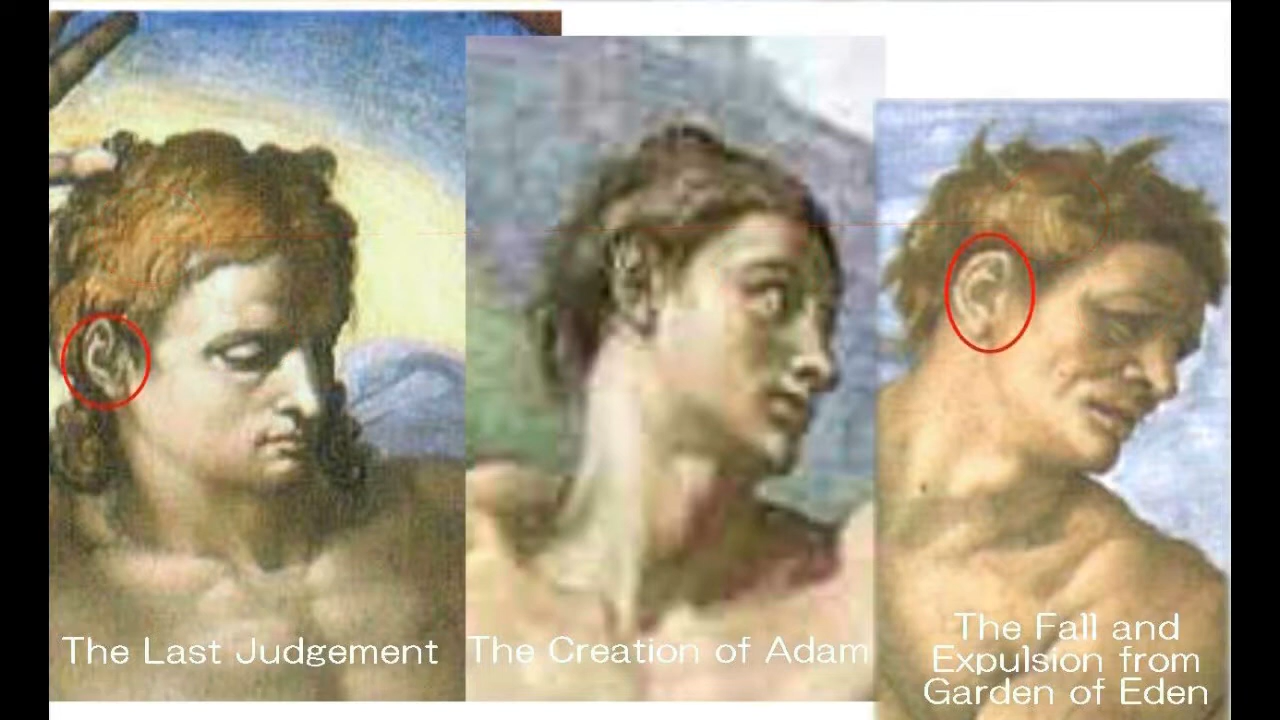 The Last Judgement
The Creation of Adam
The Fall and
Expulsion from
Garden of Eden